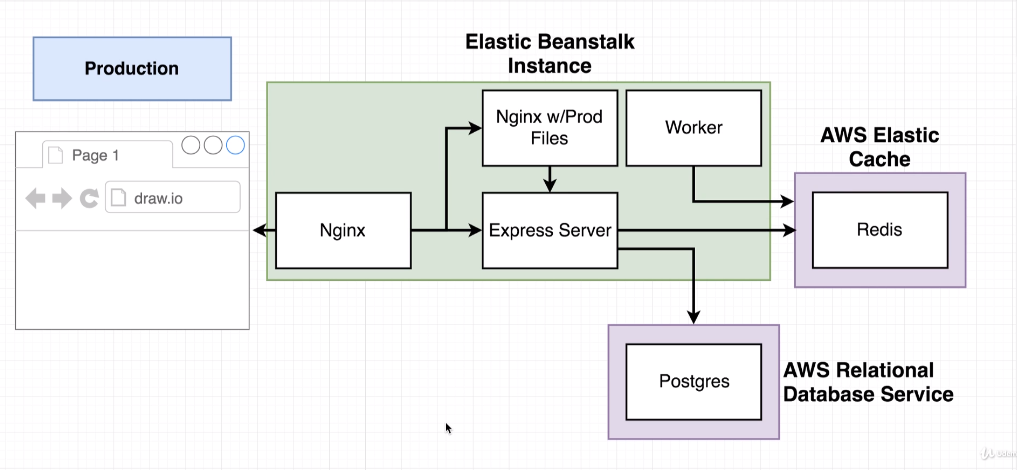 Production
Elastic Beanstalk
Instance
Page 1
draw.io
Nginx
Nginx w/Prod
Files
Worker
Express Server
AWS Elastic
Cache
Redis
Postgres
AWS Relational
Database Service